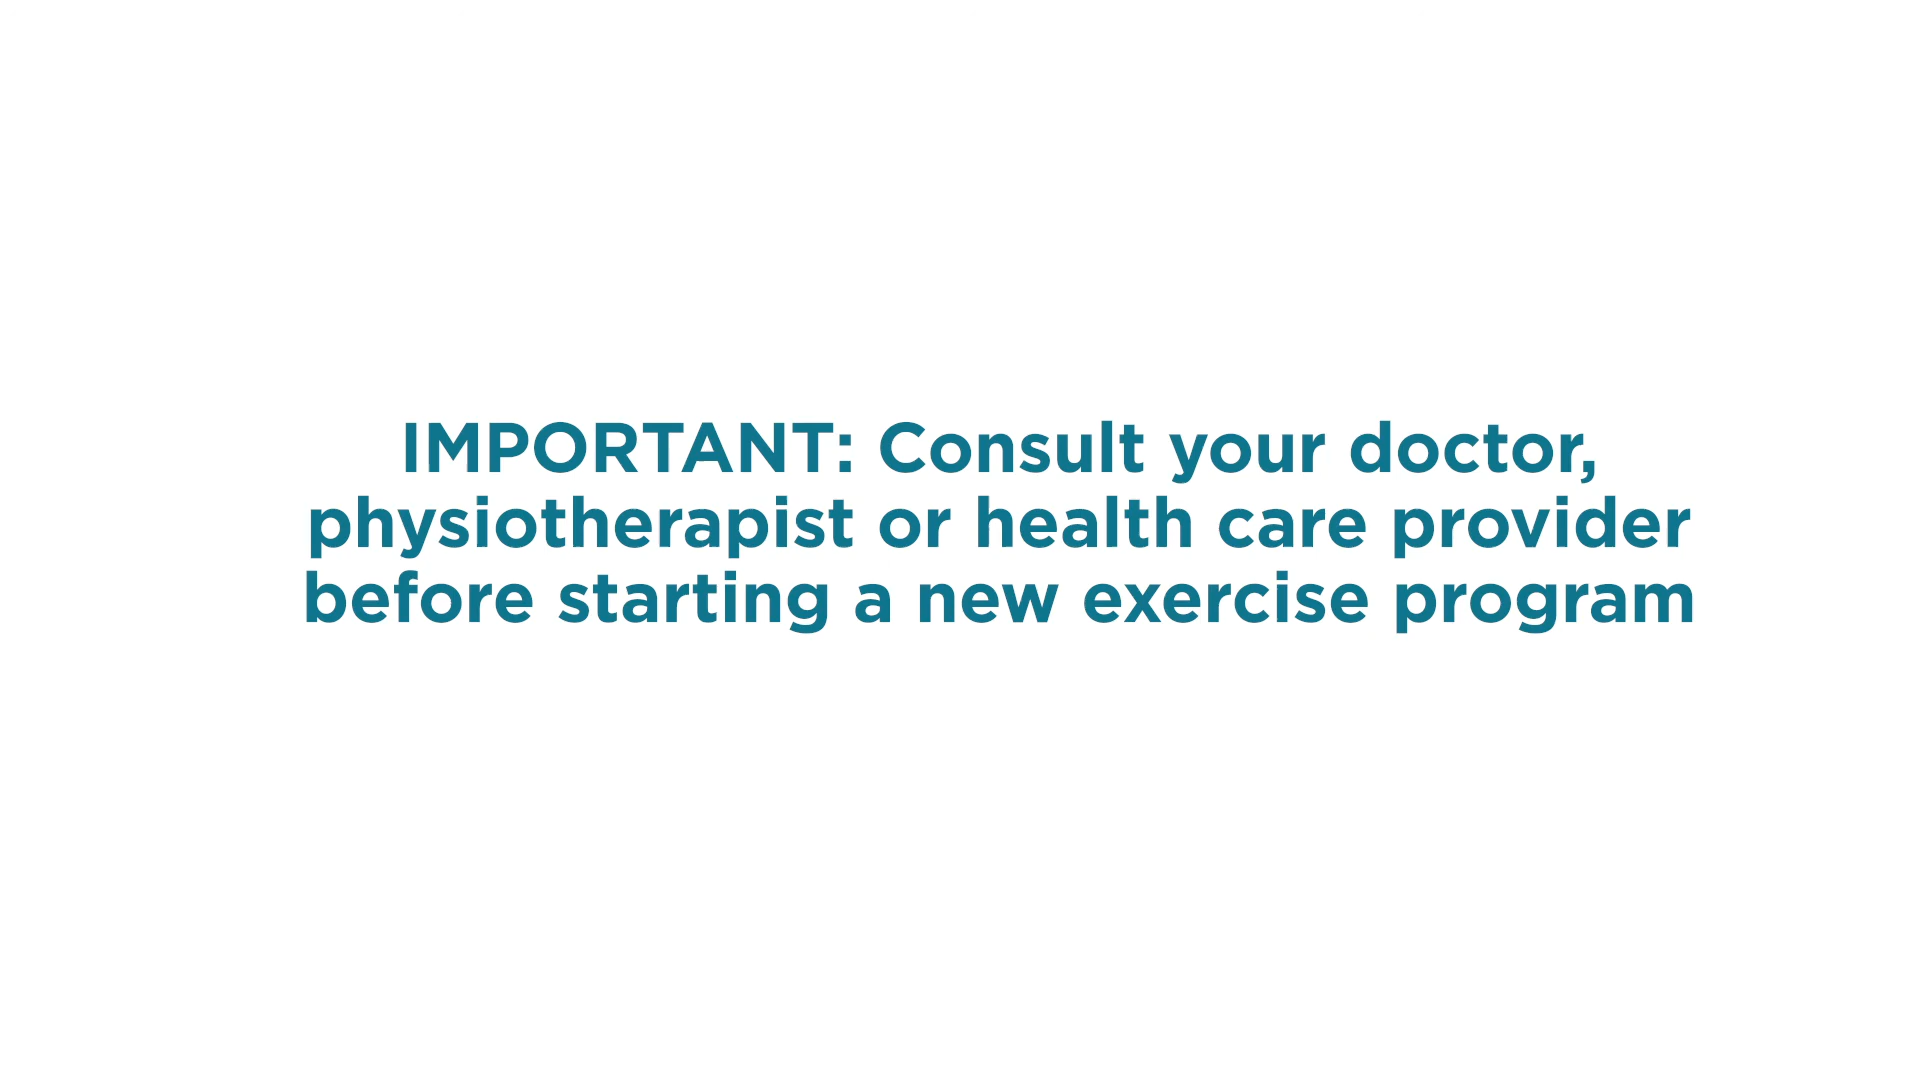 IMPORTANT: Consult your doctor,
physiotherapist or health care provider
before starting a new exercise program